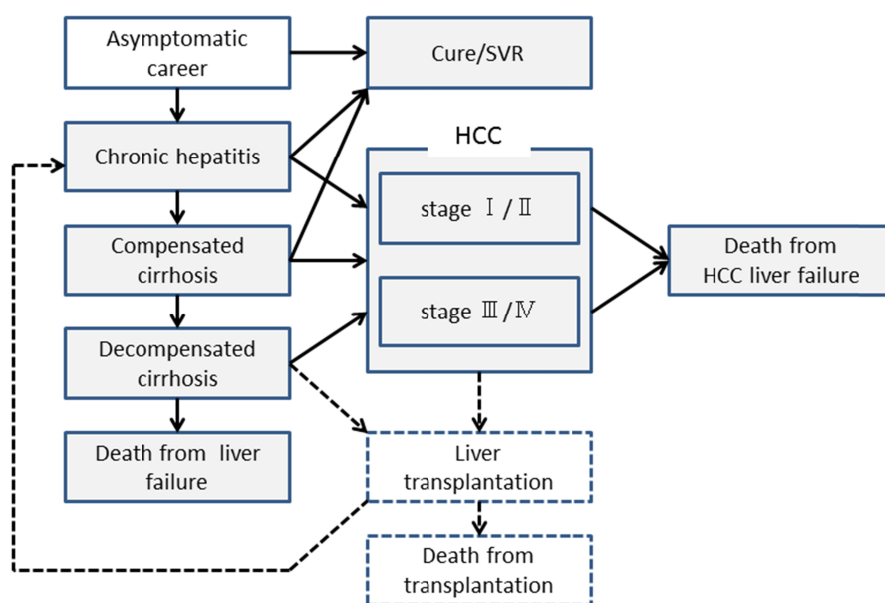 Asymptomatic
career
Cure/SVR
Chronic hepatitis
HCC
stage Ⅰ/Ⅱ
Compensated
cirrhosis
Death from
HCC liver failure
stage Ⅲ/Ⅳ
Decompensated
cirrhosis
Death from liver
failure
Liver
transplantation
Death from
transplantation